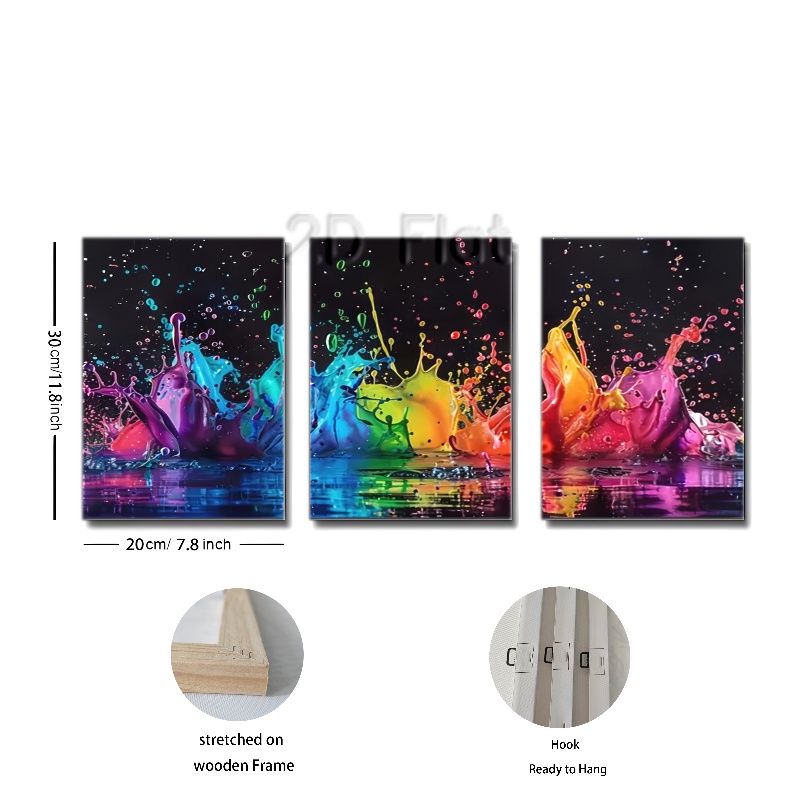 2D Flat
30cm/11.8inch
20cm/ 7.8 inch
stretched on
wooden Frame
Hook
Ready to Hang